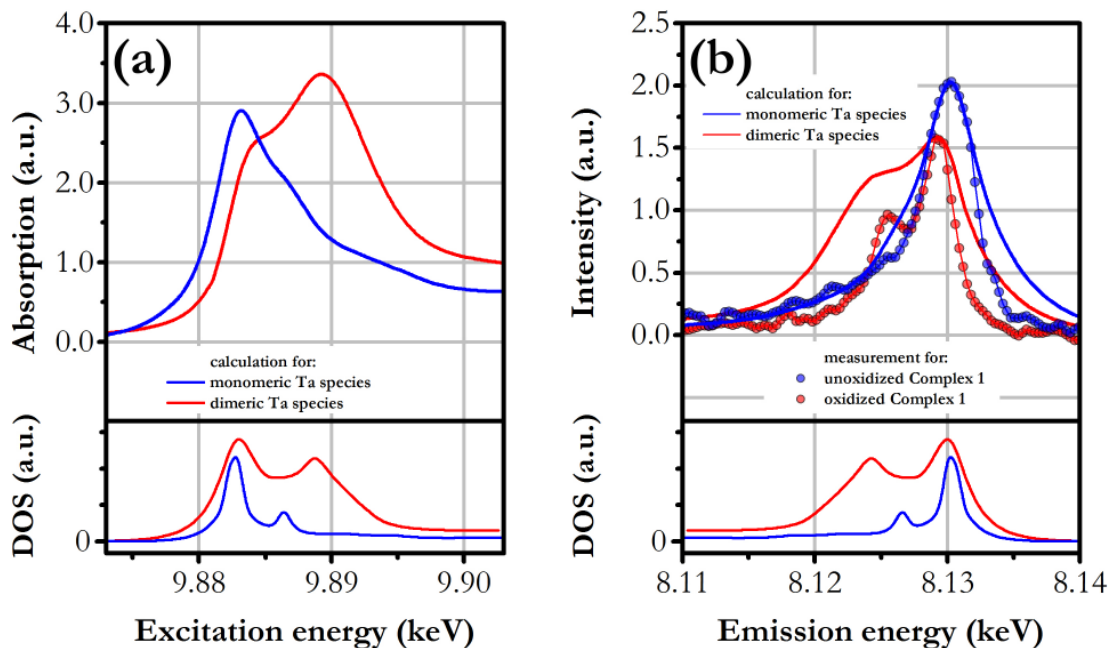 (a)
4.0
3.0
2.0
1.0
0.0
Absorption (a.u.)
calculation for:
monomeric Ta species
dimeric Ta species
DOS (a.u.)
0
9.88
9.89
9.90
Excitation energy (keV)
(b)
2.5
2.0
1.5
1.0
0.5
0.0
Intensity (a.u.)
calculation for:
monomeric Ta species
dimeric Ta species
measurement for:
unoxidized Complex 1
oxidized Complex 1
DOS (a.u.)
0
8.11
8.12
8.13
8.14
Emission energy (keV)